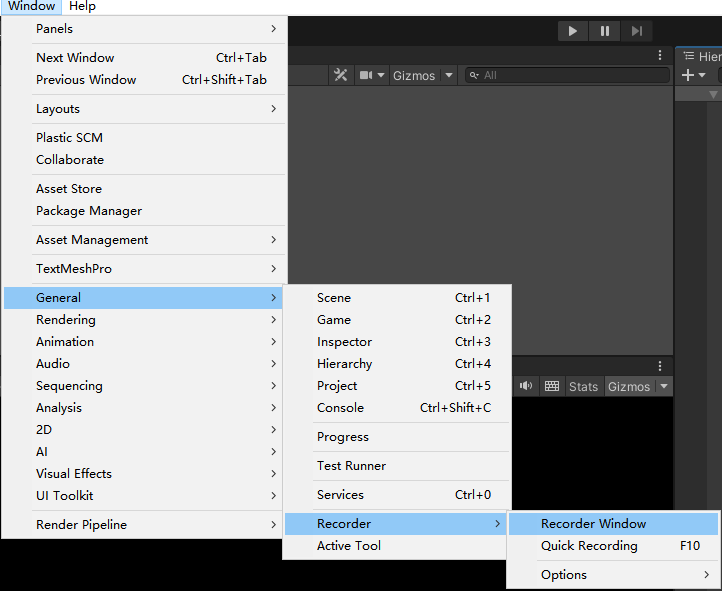 Window Help
Panels
Next Window Ctrl+Tab
Previous Window Ctrl+Shift+Tab
Layouts
Plastic SCM
Collaborate
Asset Store
Package Manager
Asset Management
TextMeshPro
General
Rendering
Animation
Audio
Sequencing
Analysis
2D
AI
Visual Effects
UI Toolkit
Render Pipeline
Scene Ctrl+1
Game Ctrl+2
Inspector Ctrl+3
Hierarchy Ctrl+4
Project Ctrl+5
Console Ctrl+Shift+C
Progress
Test Runner
Services Ctrl+0
Recorder
Active Tool
Recorder Window
Quick Recording F10
Options
Gizmos All
Hier
Stats Gizmos